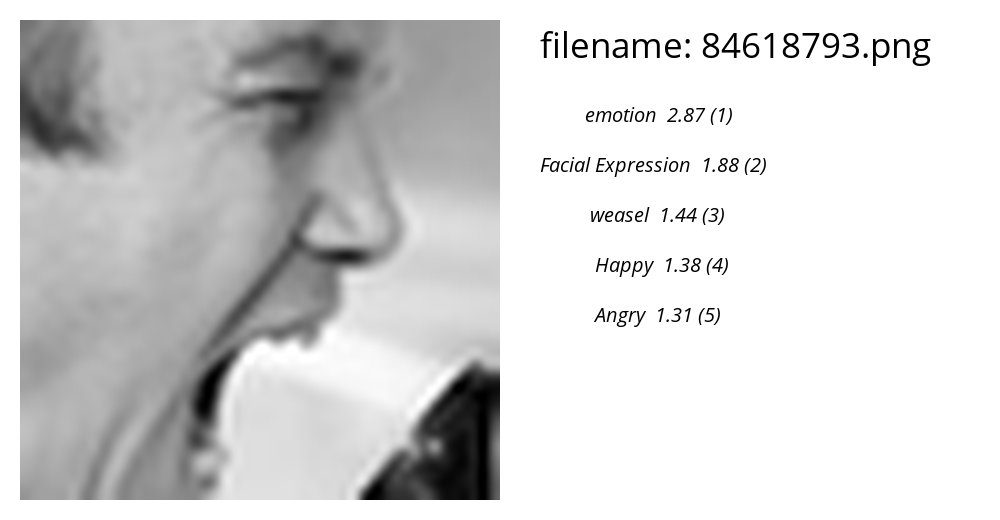 filename: 84618793.png
emotion 2.87 (1)
Facial Expression 1.88 (2)
weasel 1.44 (3)
Happy 1.38 (4)
Angry 1.31 (5)